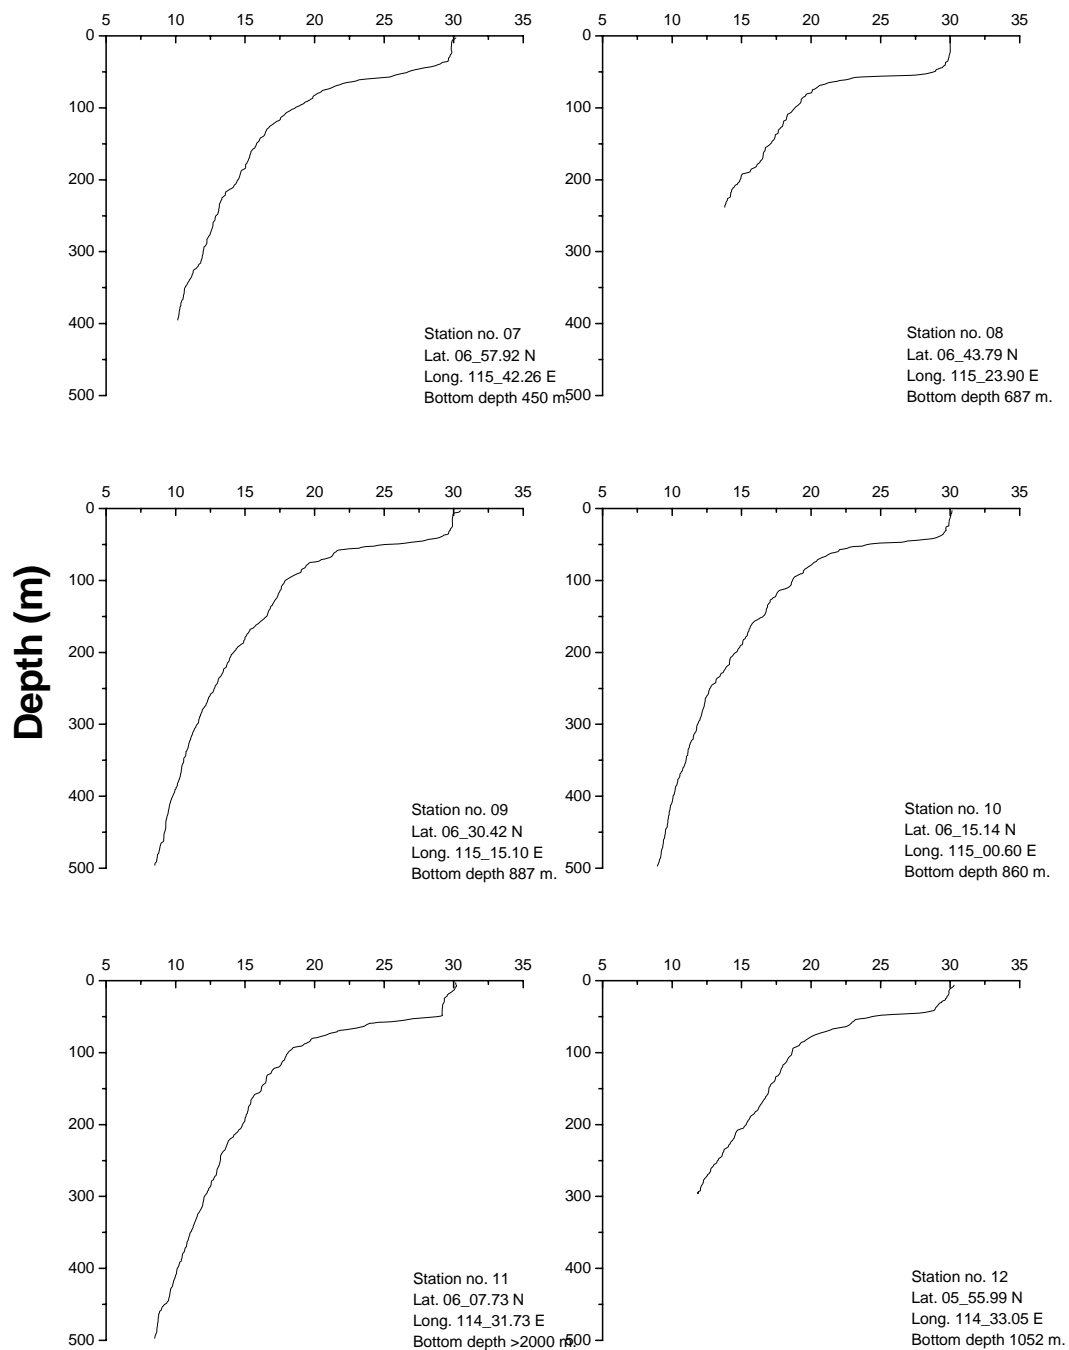 5 10 15 20 25 30 35
0
100
200
300
400
500
Station no. 07
Lat. 06_57.92 N
Long. 115_42.26 E
Bottom depth 450 m.
5 10 15 20 25 30 35
0
100
200
300
400
500
Station no. 08
Lat. 06_43.79 N
Long. 115_23.90 E
Bottom depth 687 m.
Depth (m)
5 10 15 20 25 30 35
0
100
200
300
400
500
Station no. 09
Lat. 06_30.42 N
Long. 115_15.10 E
Bottom depth 887 m.
5 10 15 20 25 30 35
0
100
200
300
400
500
Station no. 10
Lat. 06_15.14 N
Long. 115_00.60 E
Bottom depth 860 m.
5 10 15 20 25 30 35
0
100
200
300
400
500
Station no. 11
Lat. 06_07.73 N
Long. 114_31.73 E
Bottom depth >2000 m.
5 10 15 20 25 30 35
0
100
200
300
400
500
Station no. 12
Lat. 05_55.99 N
Long. 114_33.05 E
Bottom depth 1052 m.